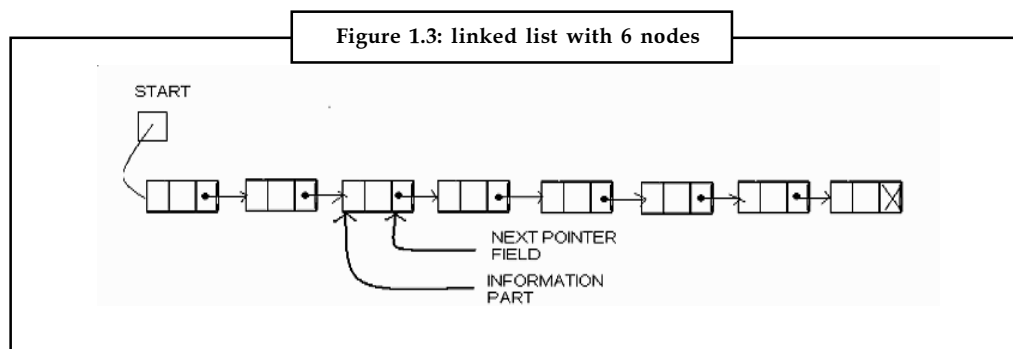 Figure 1.3: linked list with 6 nodes
START
NEXT POINTER
FIELD
INFORMATION
PART